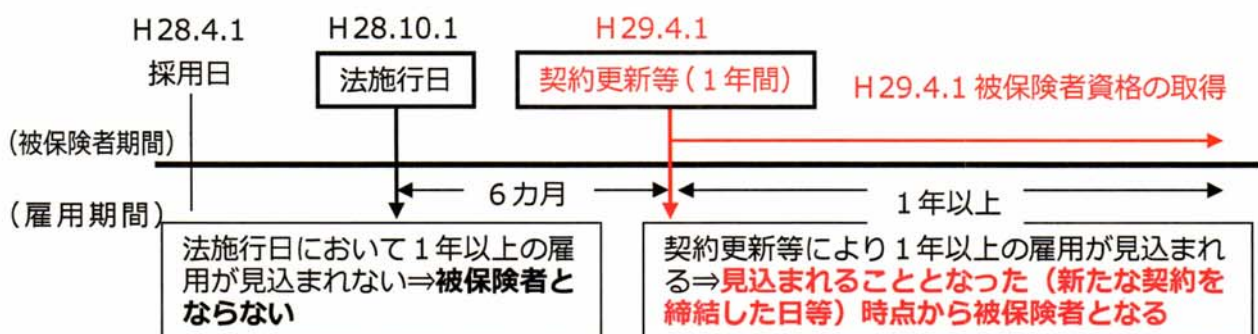 H28.4.1
採用日
H28.10.1
法施行日
H29.4.1
契約更新等(1年間)
H29.4.1 被保険者資格の取得
(被保険者期間)
(雇用期間)
6カ月
1年以上
法施行日において1年以上の雇
用が見込まれない⇒被保険者と
ならない
契約更新等により1年以上の雇用が見込まれ
る⇒見込まれることとなった(新たな契約を
締結した日等)時点から被保険者となる